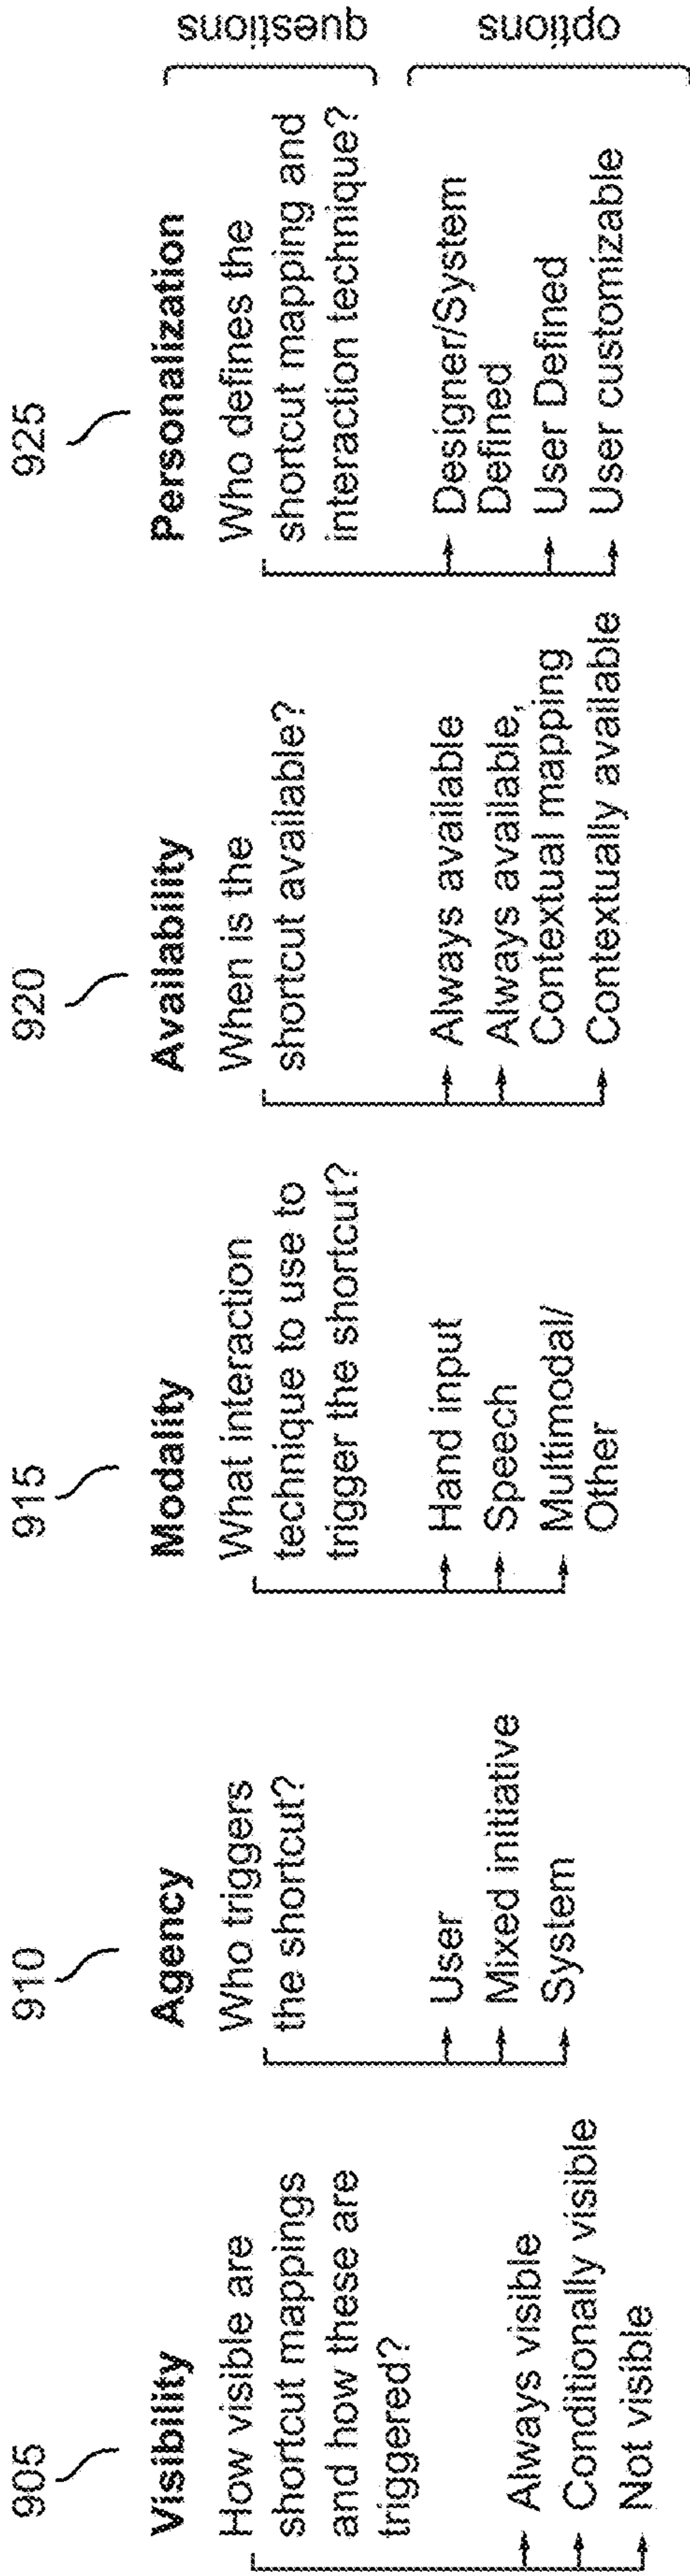 905
Visibility
How visible are
shortcut mappings
and how these are
triggered?
Always visible
Conditionally visible
Not visible
910
Agency
Who triggers
the shortcut?
User
Mixed initiative
System
915
Modality
What interaction
technique to use to
trigger the shortcut?
Hand input
Speech
Multimodal/
Other
920
Availability
When is the
shortcut available?
Always available
Always available,
Contextual mapping
Contextually available
925
Personalization
Who defines the
shortcut mapping and
interaction technique?
Designer/System
Defined
User Defined
User customizable
questions
options